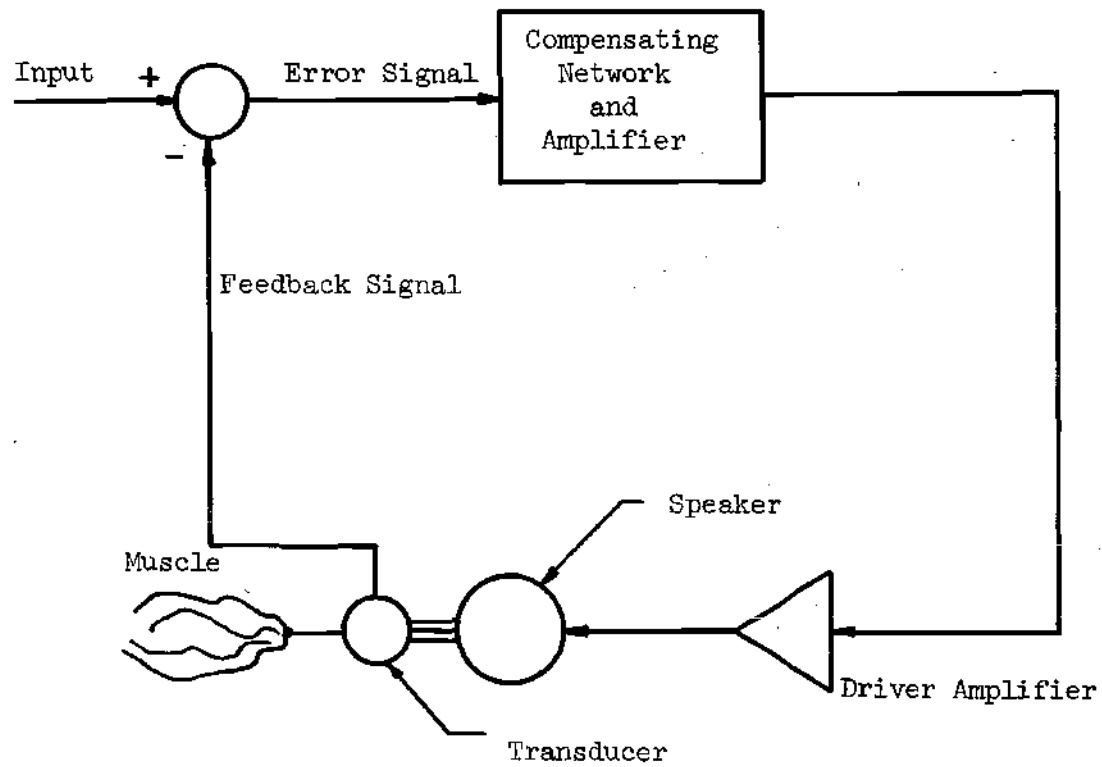 Input
+
-
Error Signal
Compensating
Network
and
Amplifier
Feedback Signal
Speaker
Muscle
Driver Amplifier
Transducer